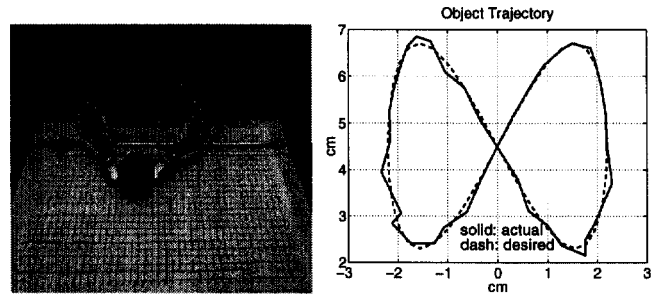 Object Trajectory
7
6
5
4
3
2
cm
solid: actual
dash: desired
−3 −2 −1 0 1 2 3
cm